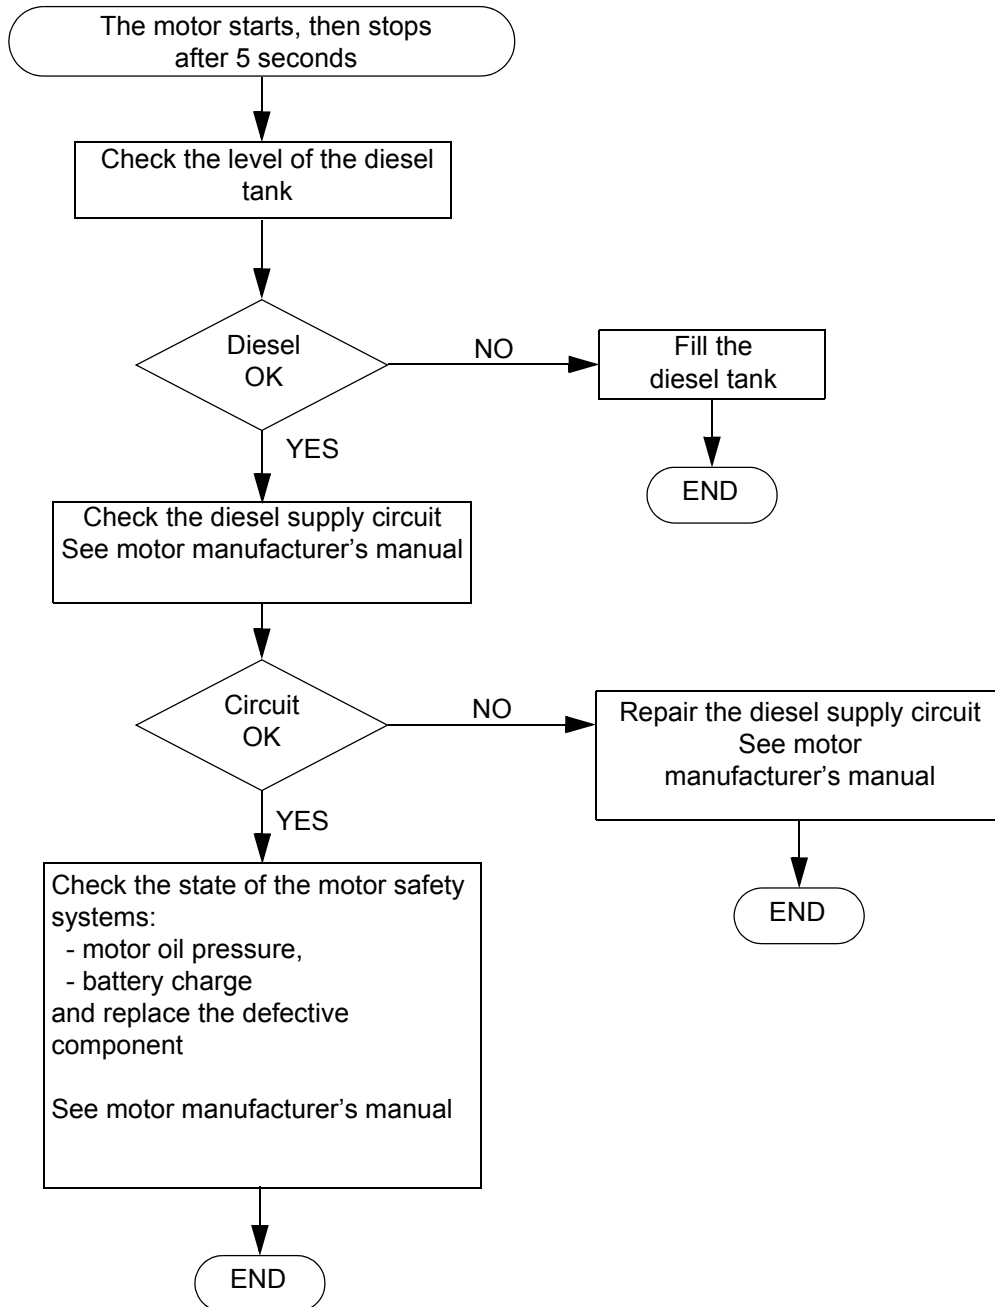 The motor starts, then stops
after 5 seconds
Check the level of the diesel
tank
Diesel
OK
NO
Fill the
diesel tank
END
YES
Check the diesel supply circuit
See motor manufacturer’s manual
Circuit
OK
NO
Repair the diesel supply circuit
See motor
manufacturer’s manual
END
YES
Check the state of the motor safety
systems:
- motor oil pressure,
- battery charge
and replace the defective
component
See motor manufacturer’s manual
END